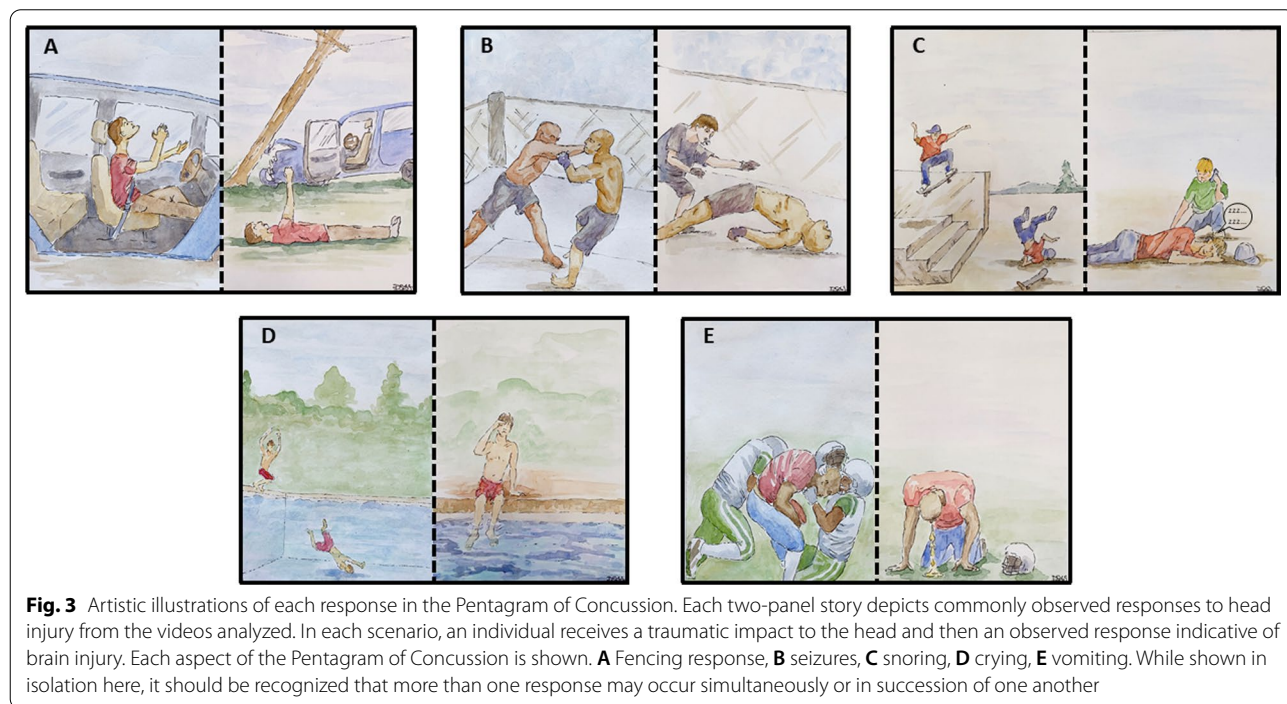 A
B
C
zzz...
zzz...
D
E
Fig. 3 Artistic illustrations of each response in the Pentagram of Concussion. Each two-panel story depicts commonly observed responses to head
injury from the videos analyzed. In each scenario, an individual receives a traumatic impact to the head and then an observed response indicative of
brain injury. Each aspect of the Pentagram of Concussion is shown. A Fencing response, B seizures, C snoring, D crying, E vomiting. While shown in
isolation here, it should be recognized that more than one response may occur simultaneously or in succession of one another